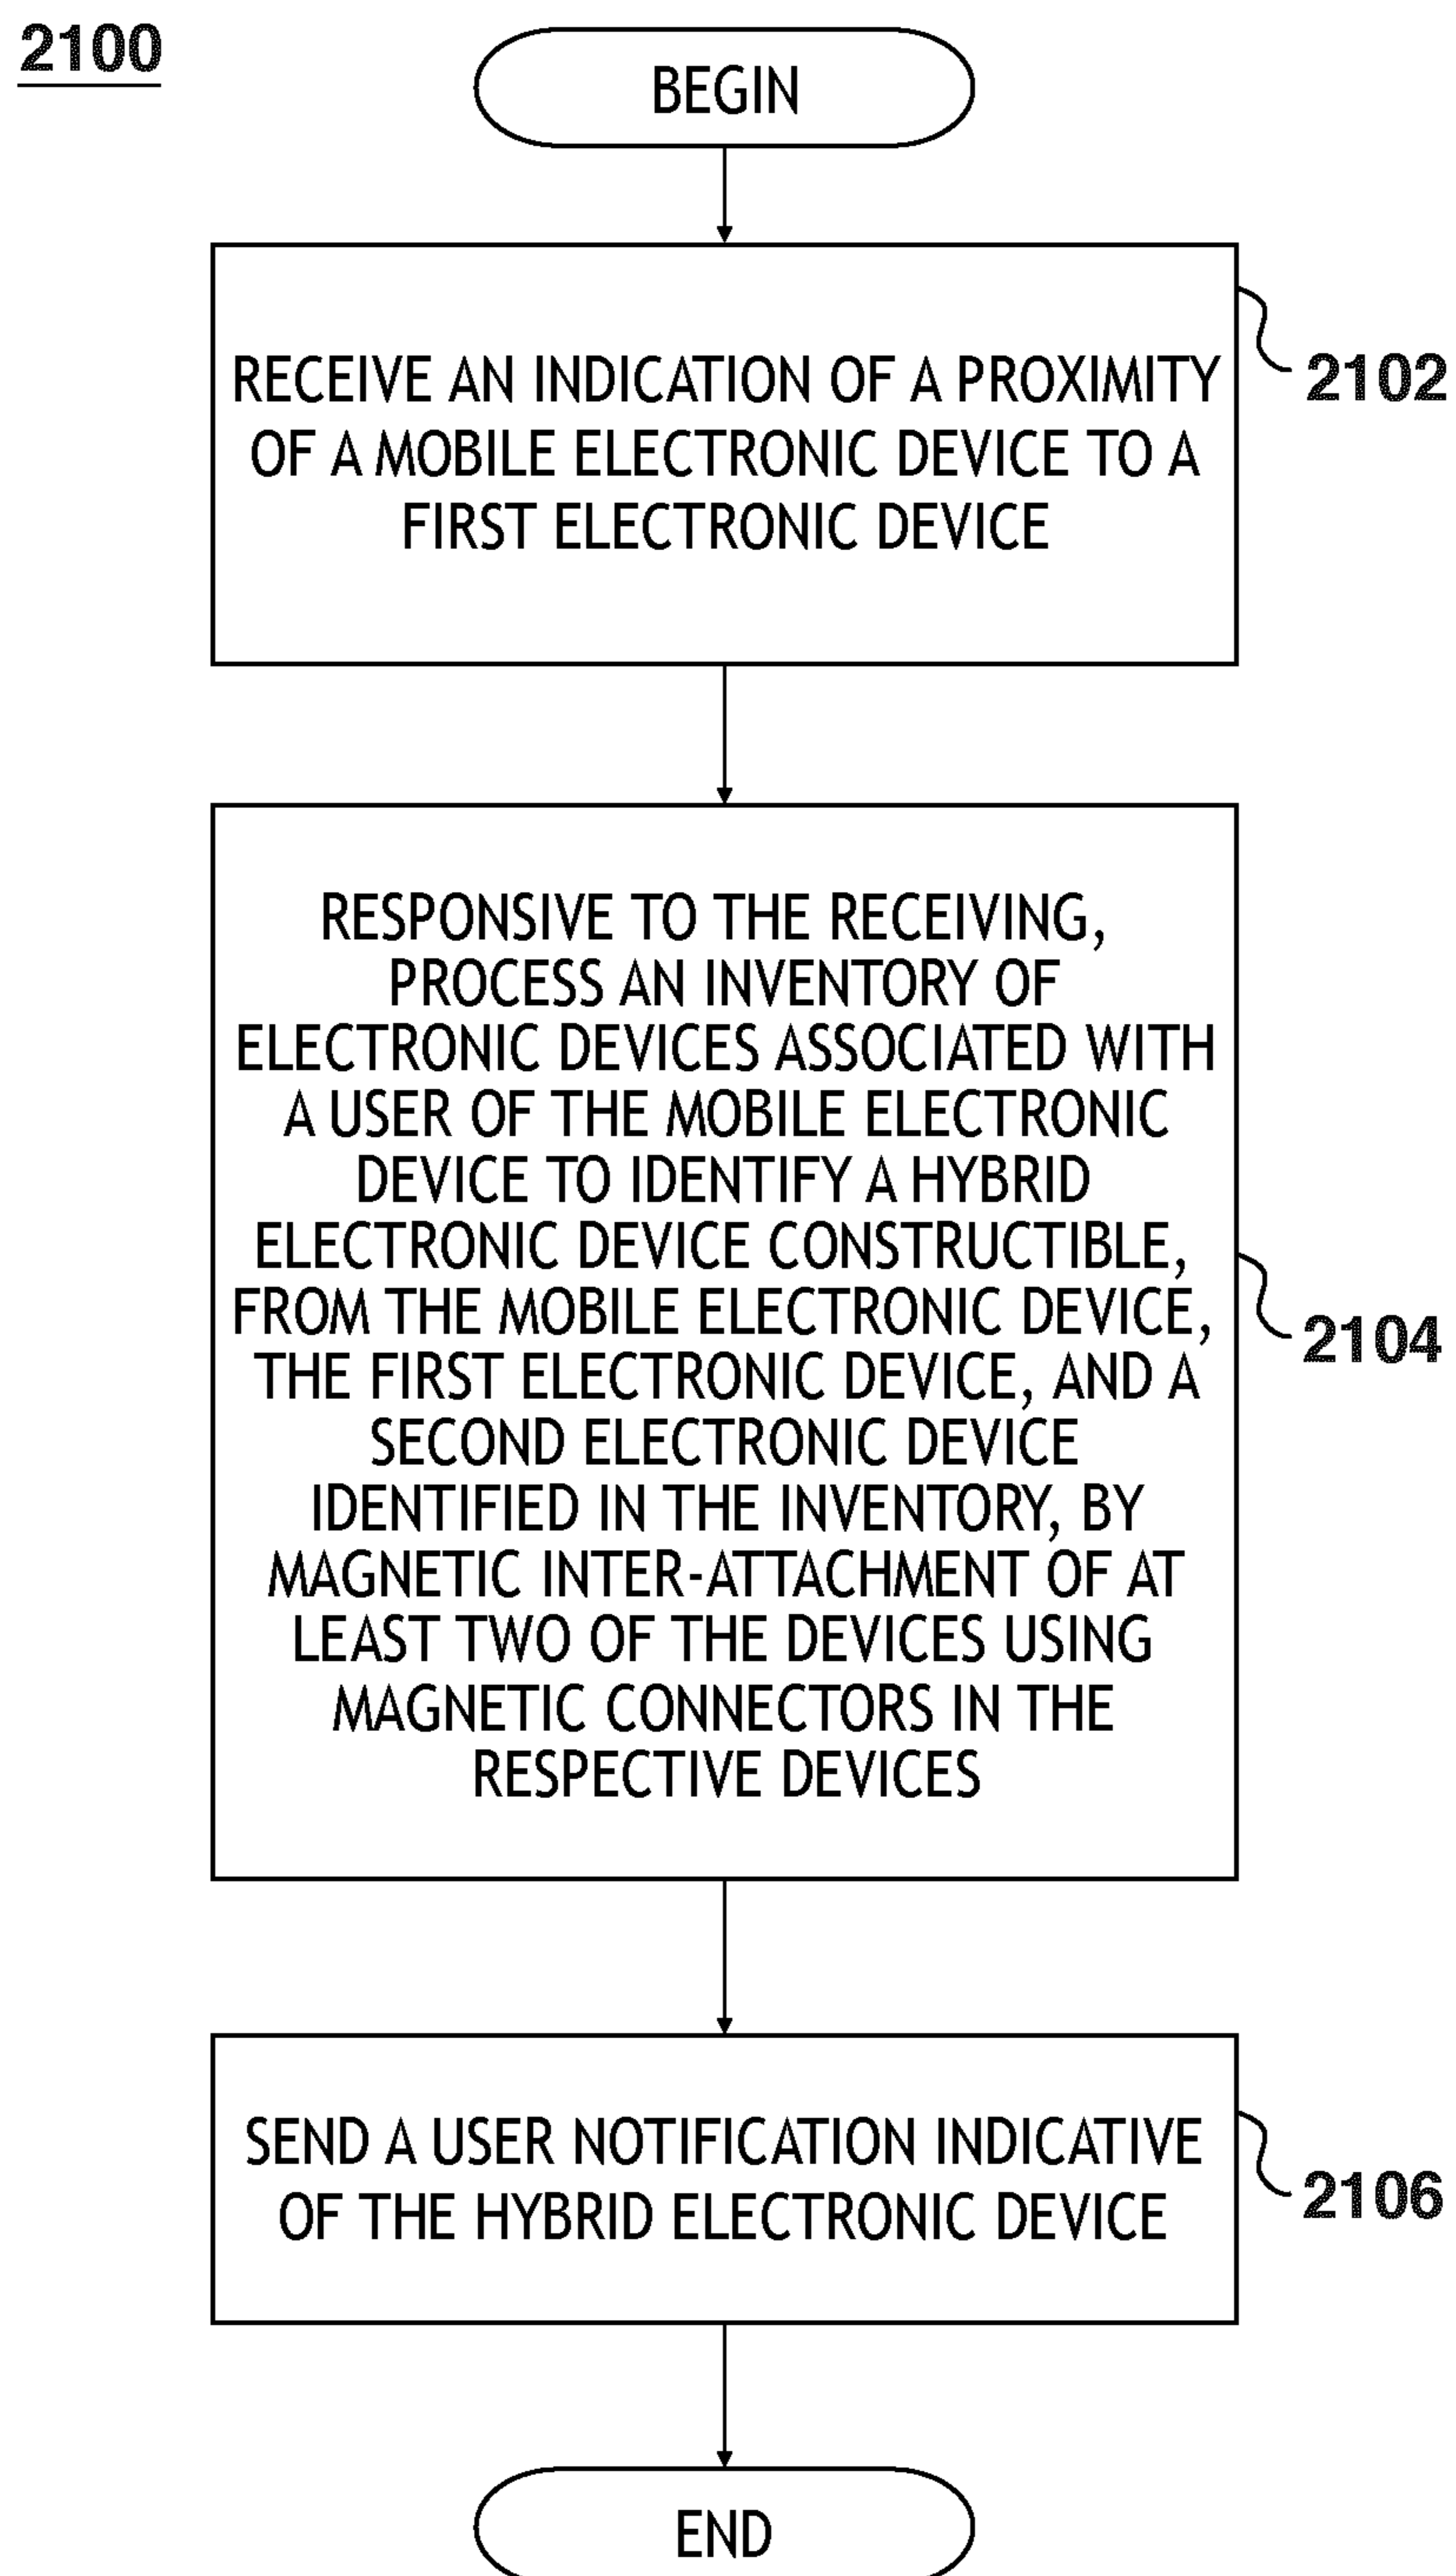 2100
BEGIN
RECEIVE AN INDICATION OF A PROXIMITY
OF A MOBILE ELECTRONIC DEVICE TO A
FIRST ELECTRONIC DEVICE
2102
RESPONSIVE TO THE RECEIVING,
PROCESS AN INVENTORY OF
ELECTRONIC DEVICES ASSOCIATED WITH
A USER OF THE MOBILE ELECTRONIC
DEVICE TO IDENTIFY A HYBRID
ELECTRONIC DEVICE CONSTRUCTIBLE,
FROM THE MOBILE ELECTRONIC DEVICE,
THE FIRST ELECTRONIC DEVICE, AND A
SECOND ELECTRONIC DEVICE
IDENTIFIED IN THE INVENTORY, BY
MAGNETIC INTER-ATTACHMENT OF AT
LEAST TWO OF THE DEVICES USING
MAGNETIC CONNECTORS IN THE
RESPECTIVE DEVICES
2104
SEND A USER NOTIFICATION INDICATIVE
OF THE HYBRID ELECTRONIC DEVICE
2106
END